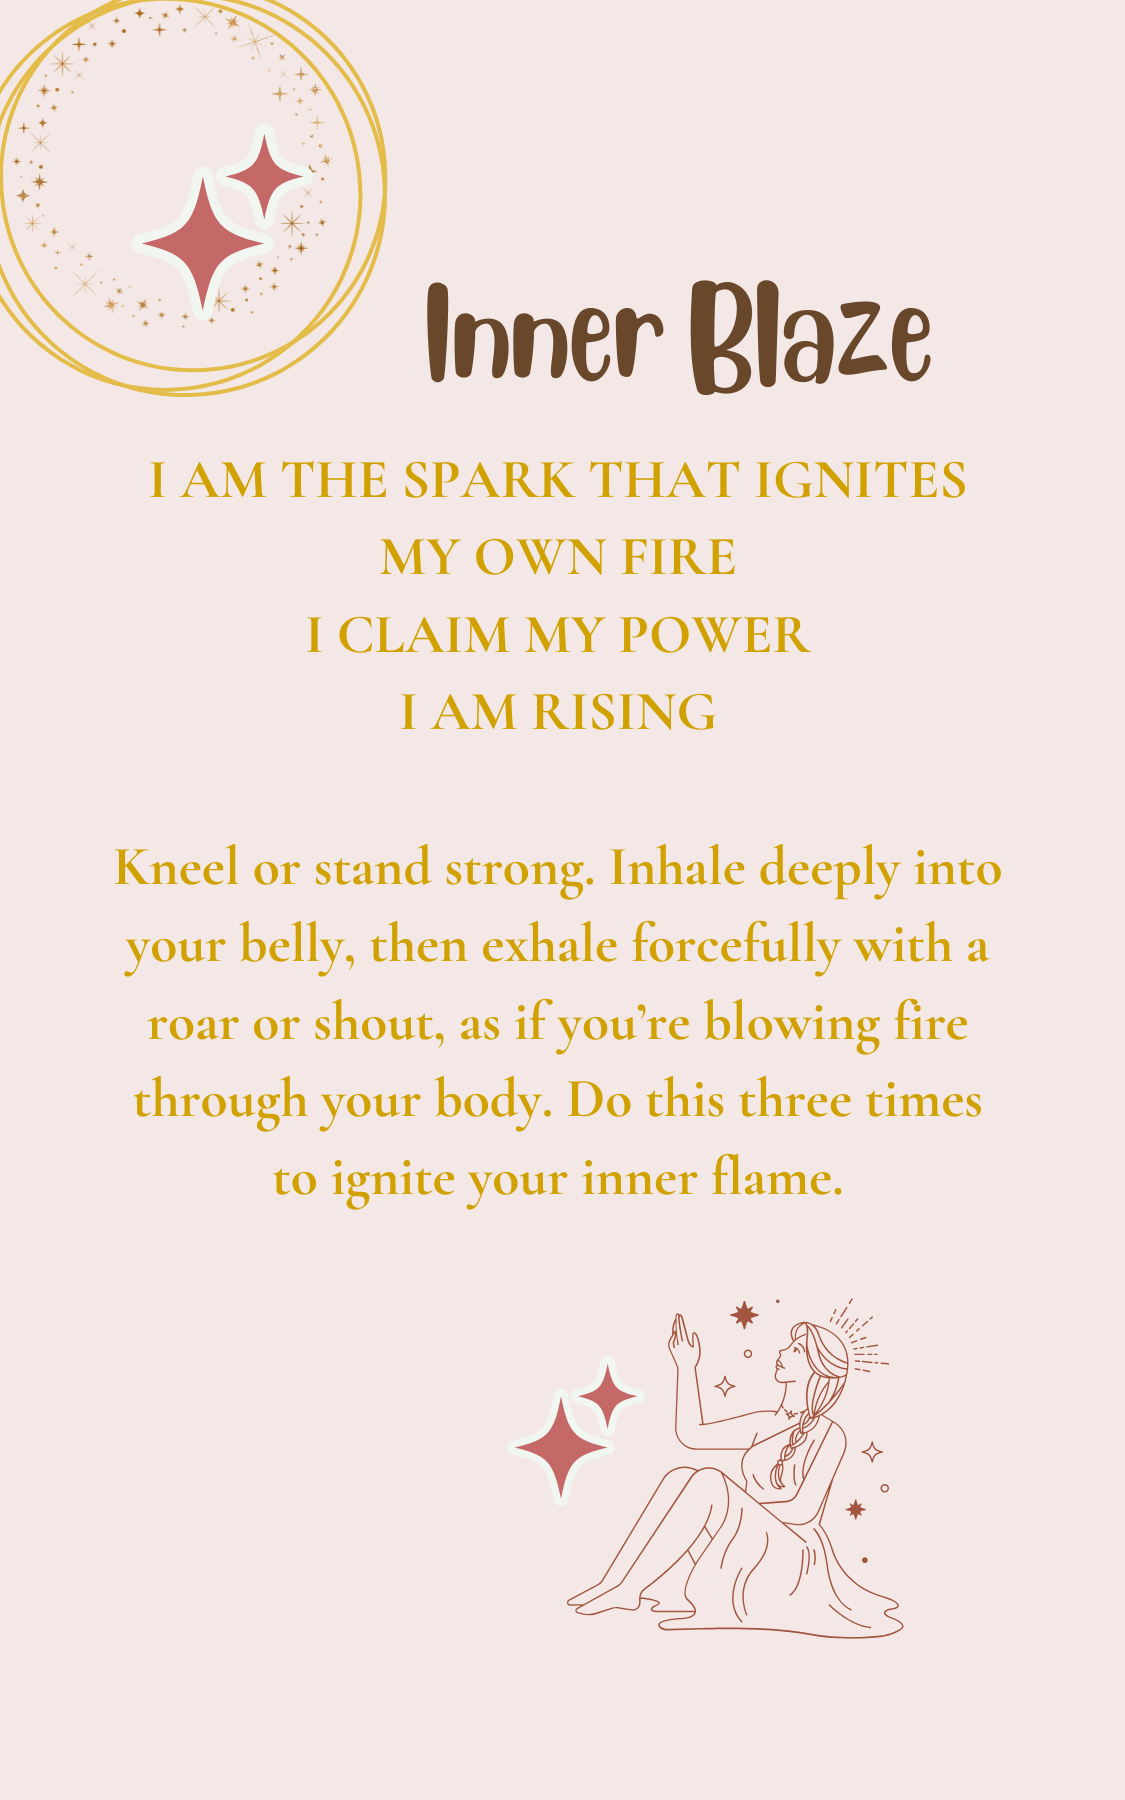 Inner Blaze
I AM THE SPARK THAT IGNITES
MY OWN FIRE
I CLAIM MY POWER
I AM RISING
Kneel or stand strong. Inhale deeply into
your belly, then exhale forcefully with a
roar or shout, as if you’re blowing fire
through your body. Do this three times
to ignite your inner flame.